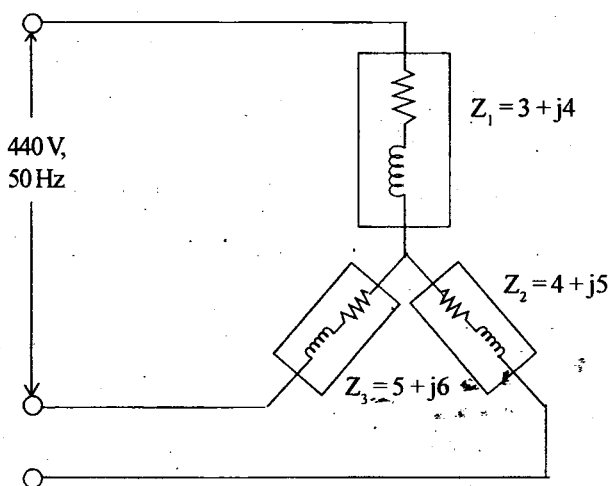 Z₁ = 3 + j4
440 V,
50 Hz
Z₂ = 4 + j5
Z₃ = 5 + j6